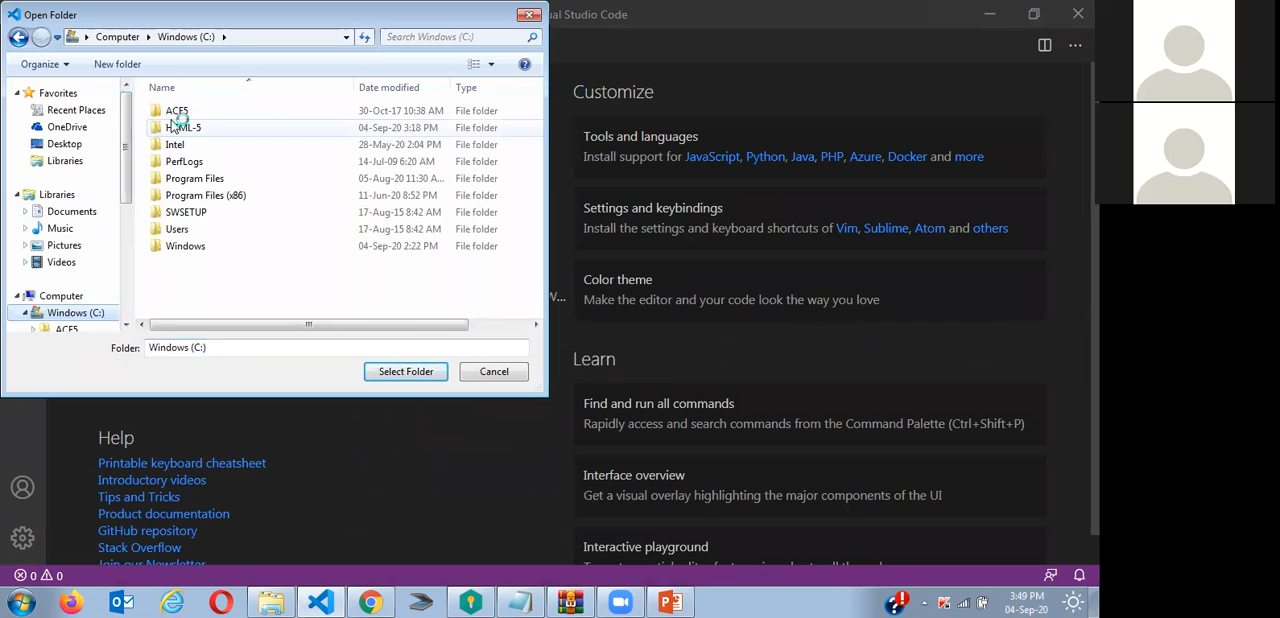 Open Folder
ual Studio Code
Computer Windows (C:)
Search Windows (C:)
Organize New folder
Name Date modified Type
Favorites
Recent Places
OneDrive
Desktop
Libraries
Libraries
Documents
Music
Pictures
Videos
Computer
Windows (C:)
ACF5
ACF5 30-Oct-17 10:38 AM File folder
HTML-5 04-Sep-20 3:18 PM File folder
Intel 28-May-20 2:04 PM File folder
PerfLogs 14-Jul-09 6:20 AM File folder
Program Files 05-Aug-20 11:30 A... File folder
Program Files (x86) 11-Jun-20 8:52 PM File folder
SWSETUP 17-Aug-15 8:42 AM File folder
Users 17-Aug-15 8:42 AM File folder
Windows 04-Sep-20 2:22 PM File folder
Folder: Windows (C:)
Select Folder Cancel
W...
Help
Printable keyboard cheatsheet
Introductory videos
Tips and Tricks
Product documentation
GitHub repository
Stack Overflow
Join our Newsletter
Customize
Tools and languages
Install support for JavaScript, Python, Java, PHP, Azure, Docker and more
Settings and keybindings
Install the settings and keyboard shortcuts of Vim, Sublime, Atom and others
Color theme
Make the editor and your code look the way you love
Learn
Find and run all commands
Rapidly access and search commands from the Command Palette (Ctrl+Shift+P)
Interface overview
Get a visual overlay highlighting the major components of the UI
Interactive playground
0 0
3:49 PM
04-Sep-20